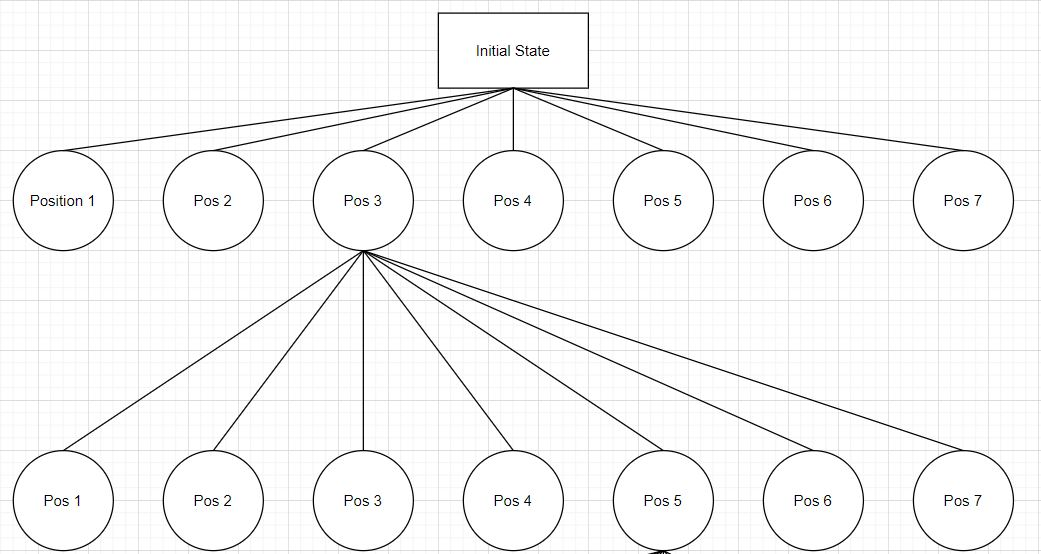 Initial State
Position 1
Pos 2
Pos 3
Pos 4
Pos 5
Pos 6
Pos 7
Pos 1
Pos 2
Pos 3
Pos 4
Pos 5
Pos 6
Pos 7